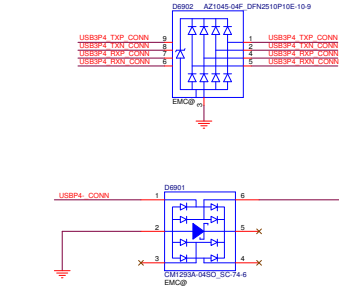 D6902 AZ1045-04F_DFN2510P10E-10-9
USB3P4_TXP_CONN 9 1 USB3P4_TXP_CONN
USB3P4_TXN_CONN 8 2 USB3P4_TXN_CONN
USB3P4_RXP_CONN 7 4 USB3P4_RXP_CONN
USB3P4_RXN_CONN 6 5 USB3P4_RXN_CONN
3
EMC@
D6901
USBP4-_CONN 1 6
2 5
3 4
CM1293A-04SO_SC-74-6
EMC@